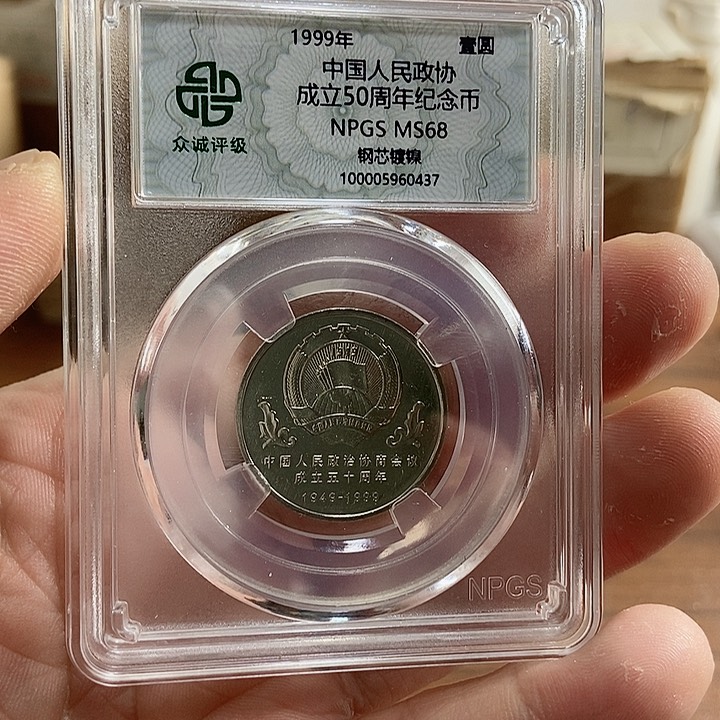 1999年 壹圆
中国人民政协
成立50周年纪念币
NPGS MS68
钢芯镀镍
100005960437
众诚评级
中国人民政治协商会议
成立五十周年
1949-1999
NPGS